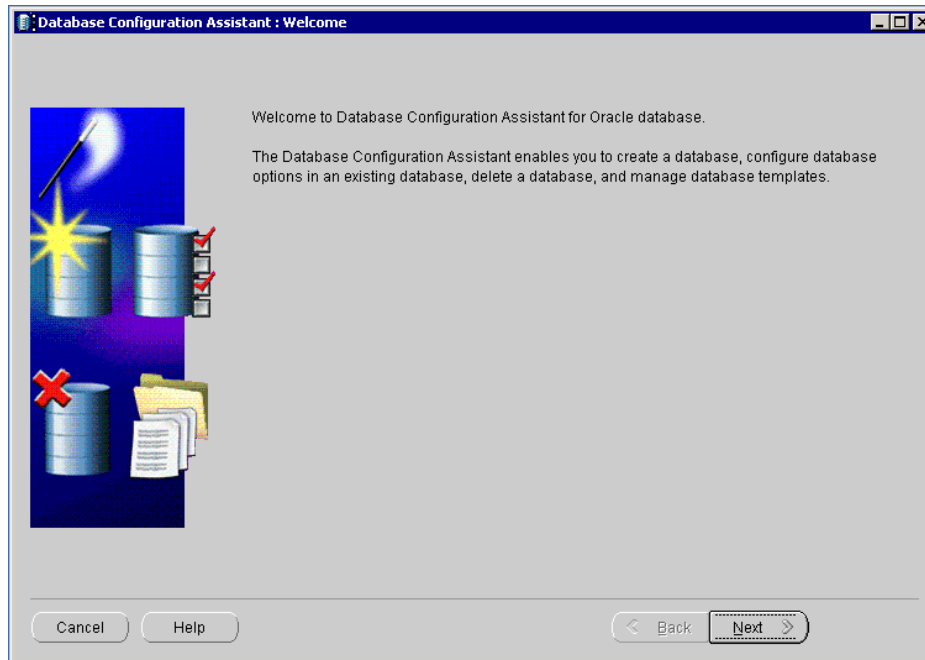 Database Configuration Assistant : Welcome
Welcome to Database Configuration Assistant for Oracle database.
The Database Configuration Assistant enables you to create a database, configure database
options in an existing database, delete a database, and manage database templates.
Cancel
Help
Back
Next